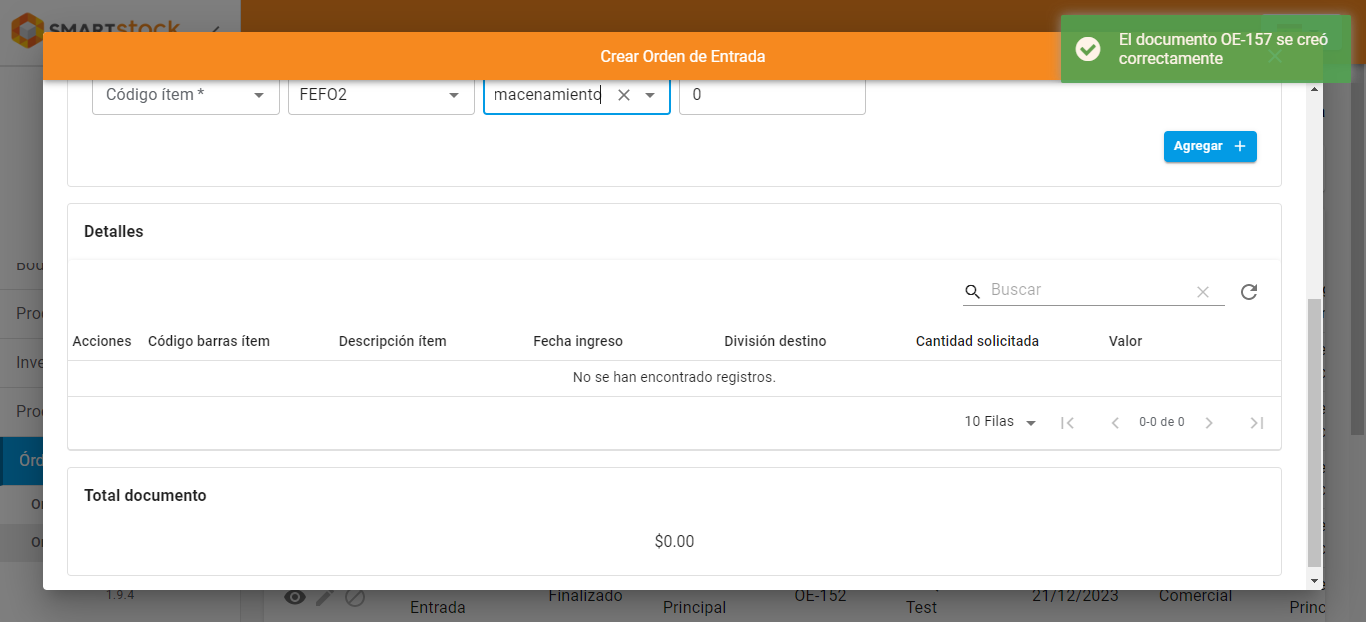 SMARTstock
Crear Orden de Entrada
El documento OE-157 se creó
correctamente
Código ítem *
FEFO2
macenamiento
0
Agregar +
Detalles
Buscar
Acciones
Código barras ítem
Descripción ítem
Fecha ingreso
División destino
Cantidad solicitada
Valor
No se han encontrado registros.
10 Filas
0-0 de 0
Total documento
$0.00
Proc
Inve
Proc
Órd
1.9.4
Entrada
Finalizado
Principal
OE-152
Test
21/12/2023
Comercial
Princ